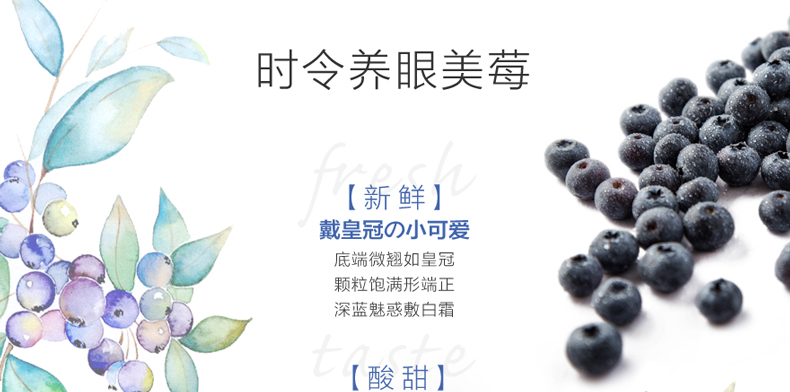 时令养眼美莓
fresh
【新鲜】
戴皇冠の小可爱
底端微翘如皇冠
颗粒饱满形端正
深蓝魅惑敷白霜
taste
【酸甜】